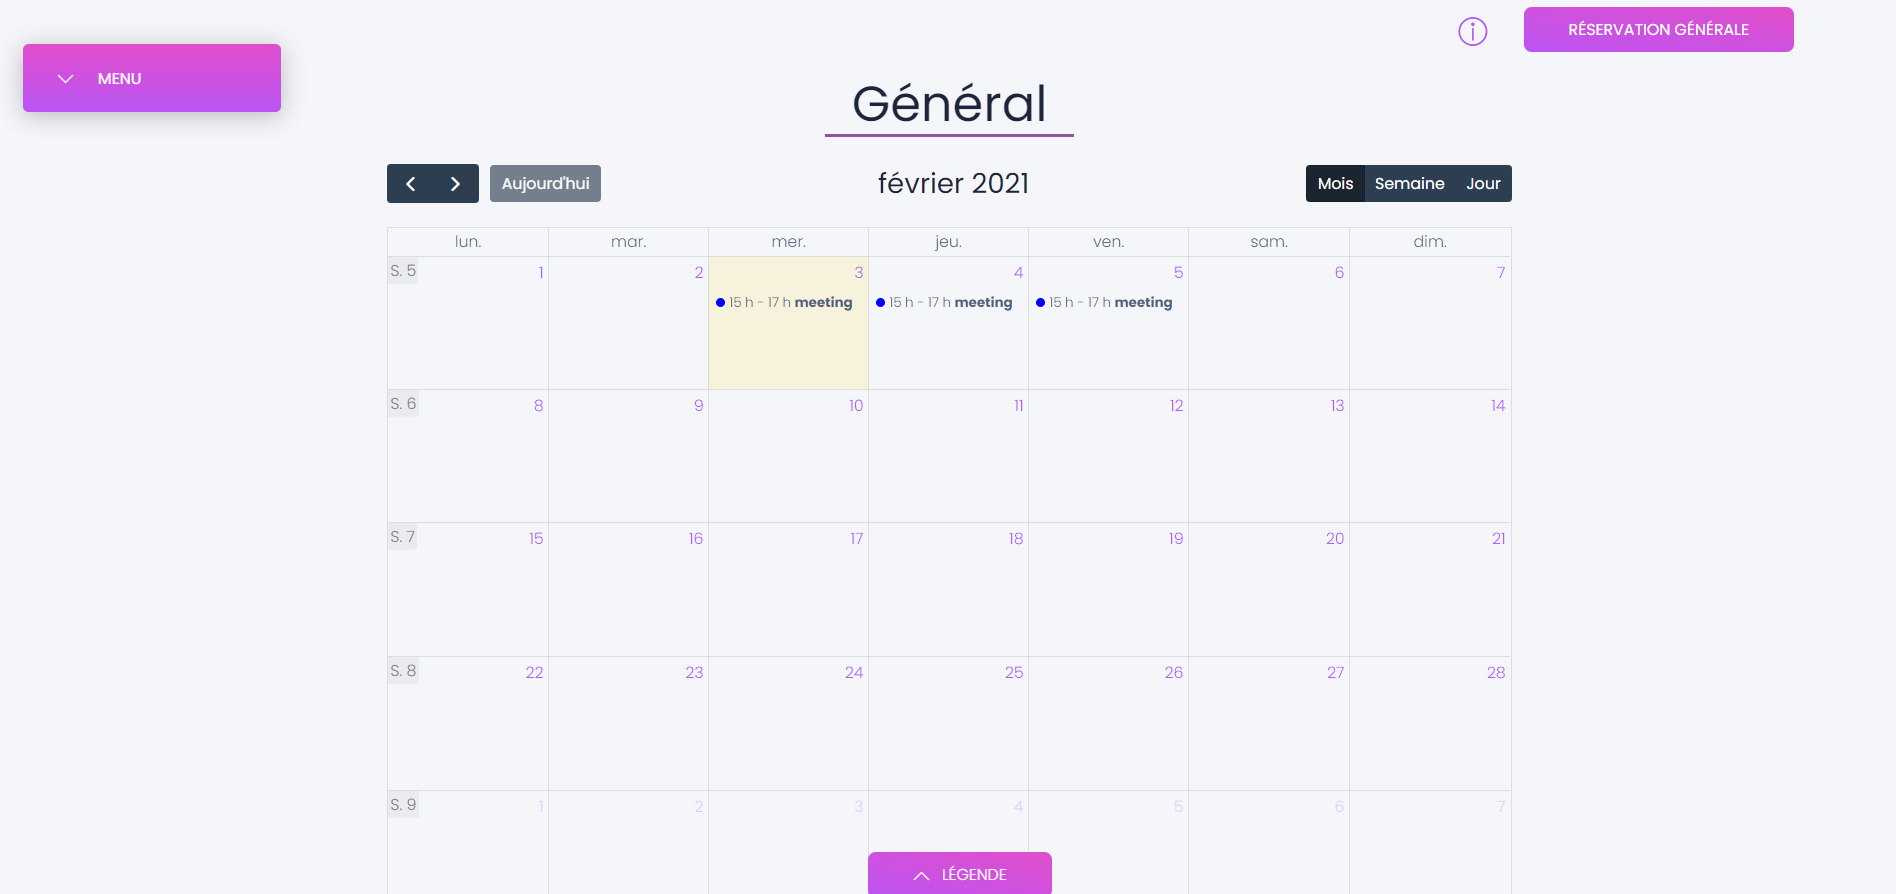 RÉSERVATION GÉNÉRALE
MENU
Général
Aujourd'hui
février 2021
Mois Semaine Jour
lun. mar. mer. jeu. ven. sam. dim.
S. 5 1 2 3 4 5 6 7
15 h - 17 h meeting 15 h - 17 h meeting 15 h - 17 h meeting
S. 6 8 9 10 11 12 13 14
S. 7 15 16 17 18 19 20 21
S. 8 22 23 24 25 26 27 28
S. 9 1 2 3 4 5 6 7
LÉGENDE